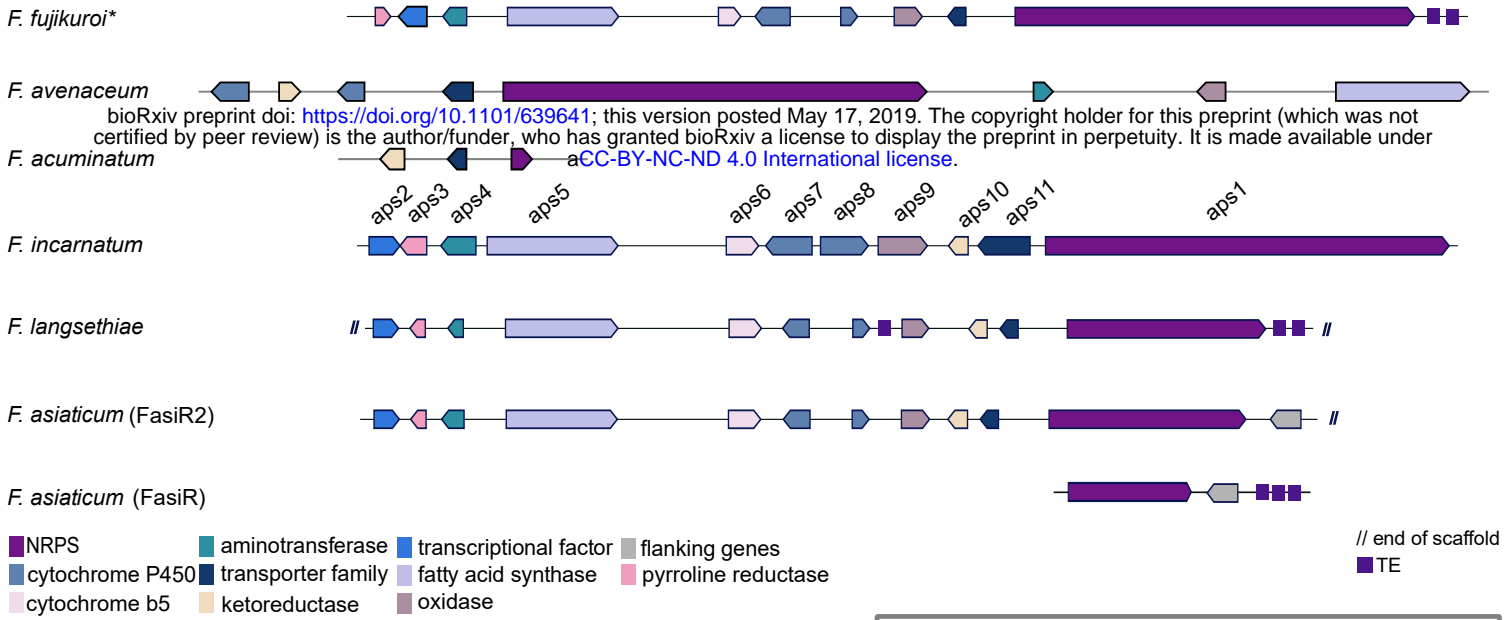 F. fujikuroi*
F. avenaceum
bioRxiv preprint doi: https://doi.org/10.1101/639641; this version posted May 17, 2019. The copyright holder for this preprint (which was not
certified by peer review) is the author/funder, who has granted bioRxiv a license to display the preprint in perpetuity. It is made available under
F. acuminatum
aCC-BY-NC-ND 4.0 International license.
aps2 aps3 aps4 aps5 aps6 aps7 aps8 aps9 aps10 aps11 aps1
F. incarnatum
// F. langsethiae //
F. asiaticum (FasiR2) //
F. asiaticum (FasiR)
NRPS aminotransferase transcriptional factor flanking genes // end of scaffold
cytochrome P450 transporter family fatty acid synthase pyrroline reductase TE
cytochrome b5 ketoreductase oxidase